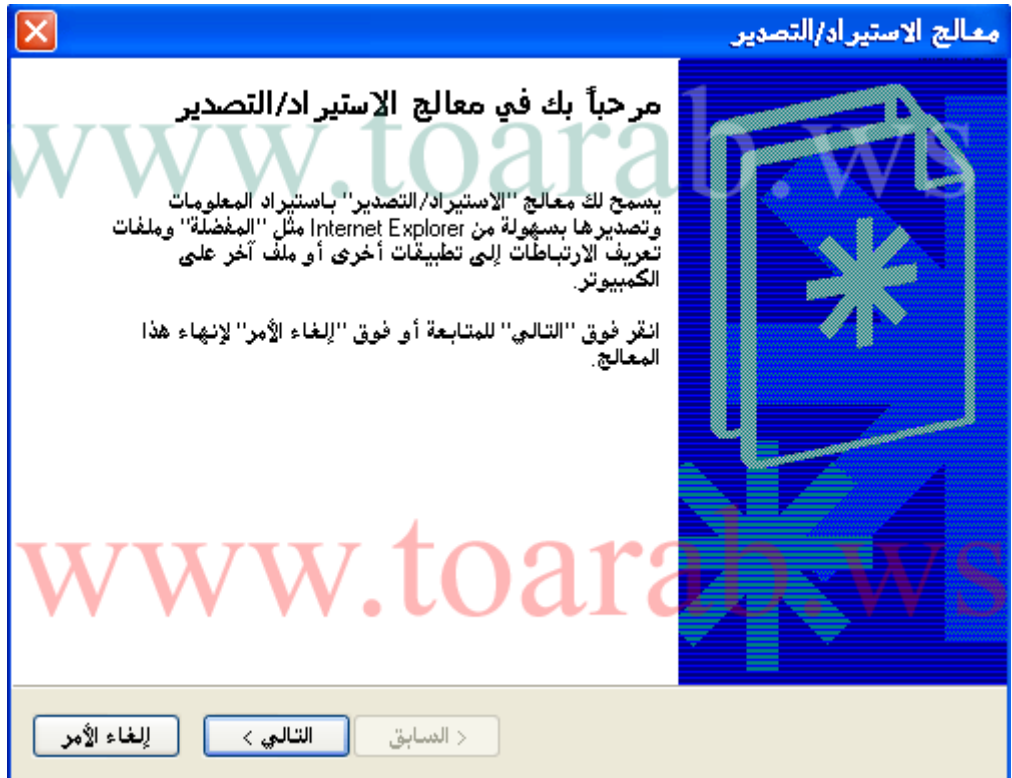 معالج الاستيراد/التصدير
مرحباً بك في معالج الاستيراد/التصدير
www.toarab.ws
يسمح لك معالج "الاستيراد/التصدير" باستيراد المعلومات
وتصديرها بسهولة من Internet Explorer مثل "المفضلة" وملفات
تعريف الارتباطات إلى تطبيقات أخرى أو ملف آخر على
الكمبيوتر.
انقر فوق "التالي" للمتابعة أو فوق "إلغاء الأمر" لإنهاء هذا
المعالج.
www.toarab.ws
< السابق
التالي >
إلغاء الأمر